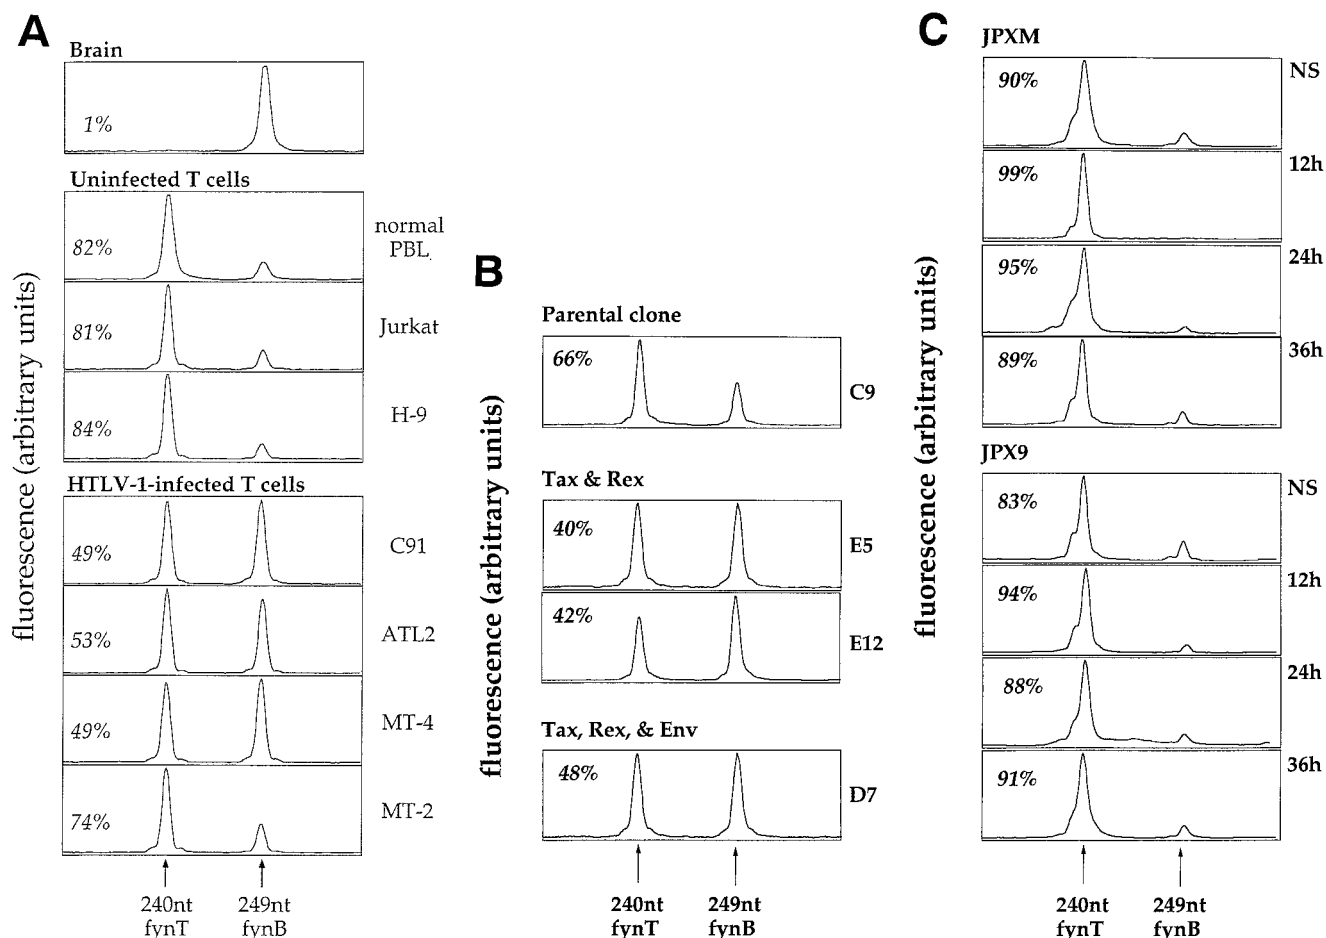 A
Brain
1%
Uninfected T cells
82%
normal
PBL
81%
Jurkat
84%
H-9
HTLV-1-infected T cells
49%
C91
53%
ATL2
49%
MT-4
74%
MT-2
240nt
fynT
249nt
fynB
fluorescence (arbitrary units)
B
Parental clone
66%
C9
Tax & Rex
40%
E5
42%
E12
Tax, Rex, & Env
48%
D7
240nt
fynT
249nt
fynB
fluorescence (arbitrary units)
C
JPXM
90%
NS
99%
12h
95%
24h
89%
36h
JPX9
83%
NS
94%
12h
88%
24h
91%
36h
240nt
fynT
249nt
fynB
fluorescence (arbitrary units)